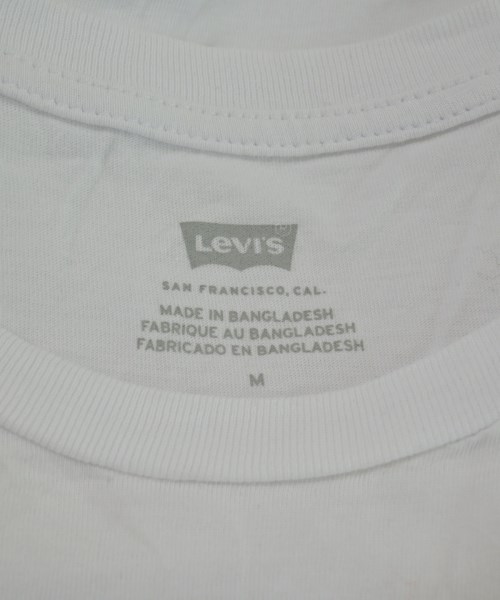 Levi's
SAN FRANCISCO, CAL.
MADE IN BANGLADESH
FABRIQUE AU BANGLADESH
FABRICADO EN BANGLADESH
M